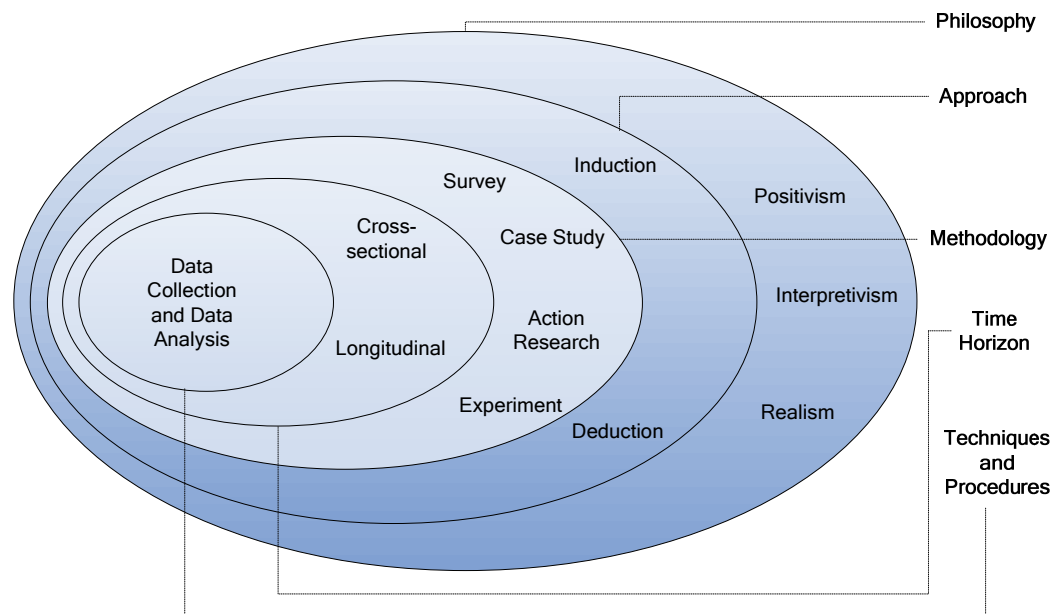 Philosophy
Approach
Induction
Survey
Positivism
Cross-
sectional
Case Study
Methodology
Data
Collection
and Data
Analysis
Interpretivism
Action
Research
Time
Horizon
Longitudinal
Experiment
Realism
Deduction
Techniques
and
Procedures